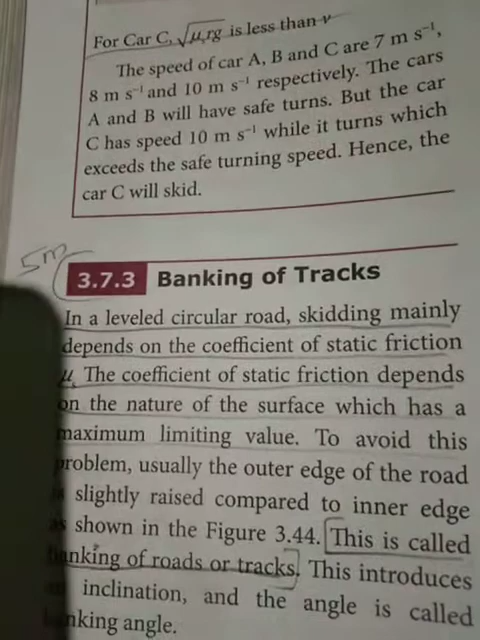 For Car C, √μₛrg is less than v
The speed of car A, B and C are 7 m s⁻¹,
8 m s⁻¹ and 10 m s⁻¹ respectively. The cars
A and B will have safe turns. But the car
C has speed 10 m s⁻¹ while it turns which
exceeds the safe turning speed. Hence, the
car C will skid.
5m
3.7.3 Banking of Tracks
In a leveled circular road, skidding mainly
depends on the coefficient of static friction
μₛ The coefficient of static friction depends
on the nature of the surface which has a
maximum limiting value. To avoid this
problem, usually the outer edge of the road
slightly raised compared to inner edge
as shown in the Figure 3.44. This is called
banking of roads or tracks. This introduces
inclination, and the angle is called
banking angle.